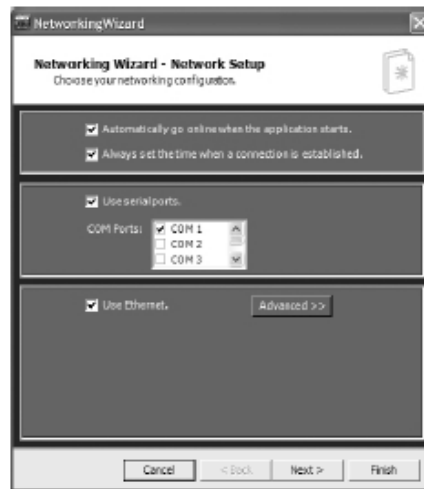 NetworkingWizard
Networking Wizard - Network Setup
Choose your networking configuration.
Automatically go online when the application starts.
Always set the time when a connection is established.
Use serial ports.
COM Ports:
COM 1
COM 2
COM 3
Use Ethernet.
Advanced >>
Cancel
< Back
Next >
Finish